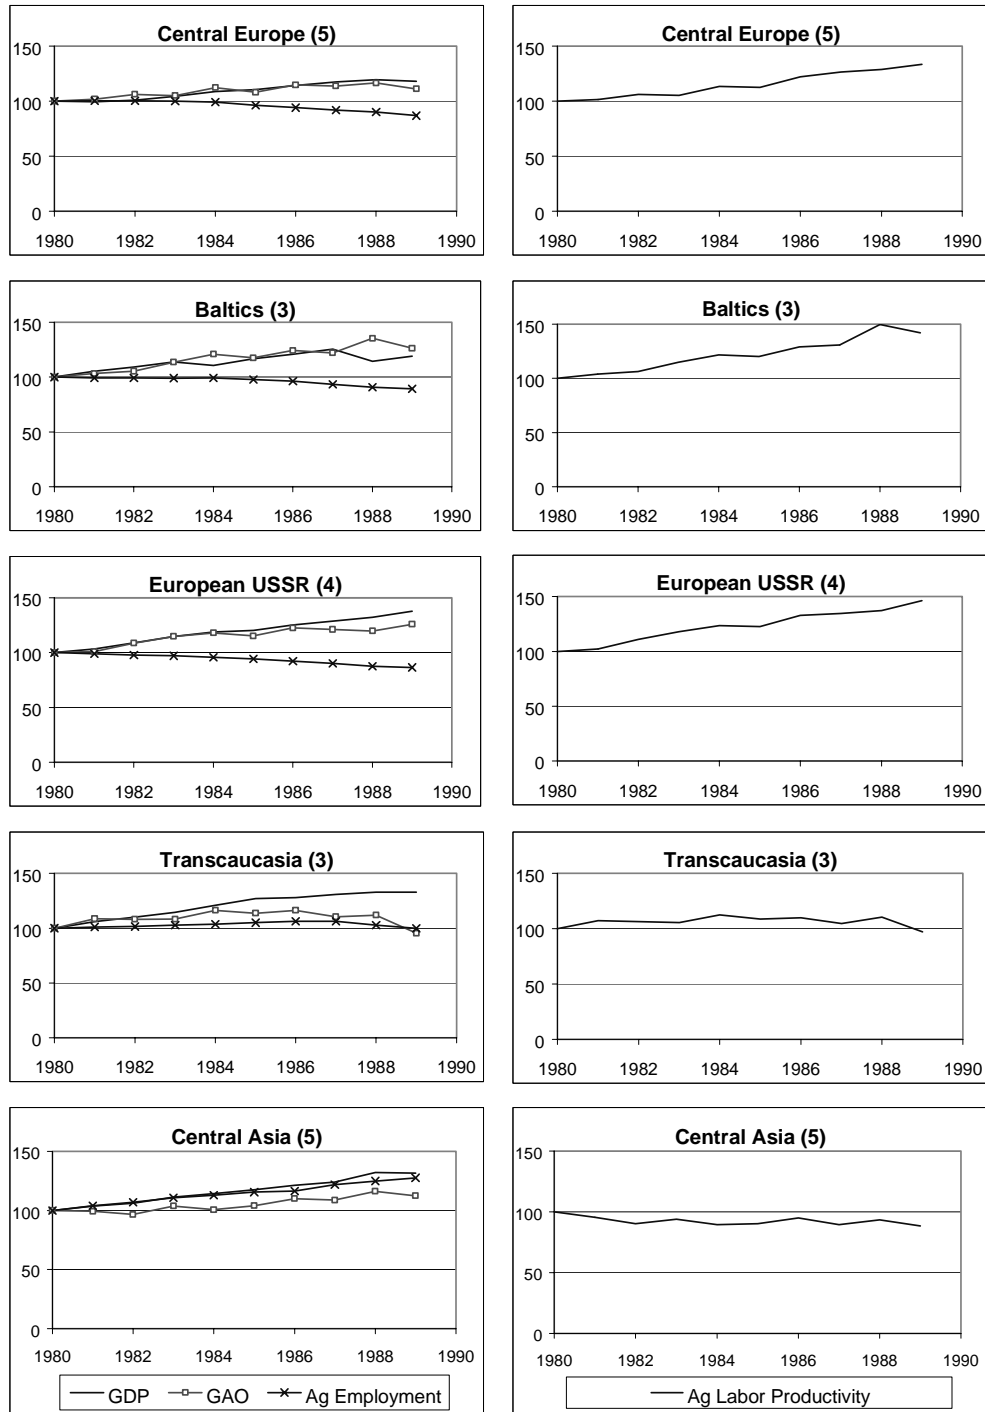 Central Europe (5)
150
100
50
0
1980 1982 1984 1986 1988 1990
Central Europe (5)
150
100
50
0
1980 1982 1984 1986 1988 1990
Baltics (3)
150
100
50
0
1980 1982 1984 1986 1988 1990
Baltics (3)
150
100
50
0
1980 1982 1984 1986 1988 1990
European USSR (4)
150
100
50
0
1980 1982 1984 1986 1988 1990
European USSR (4)
150
100
50
0
1980 1982 1984 1986 1988 1990
Transcaucasia (3)
150
100
50
0
1980 1982 1984 1986 1988 1990
Transcaucasia (3)
150
100
50
0
1980 1982 1984 1986 1988 1990
Central Asia (5)
150
100
50
0
1980 1982 1984 1986 1988 1990
GDP GAO Ag Employment
Central Asia (5)
150
100
50
0
1980 1982 1984 1986 1988 1990
Ag Labor Productivity